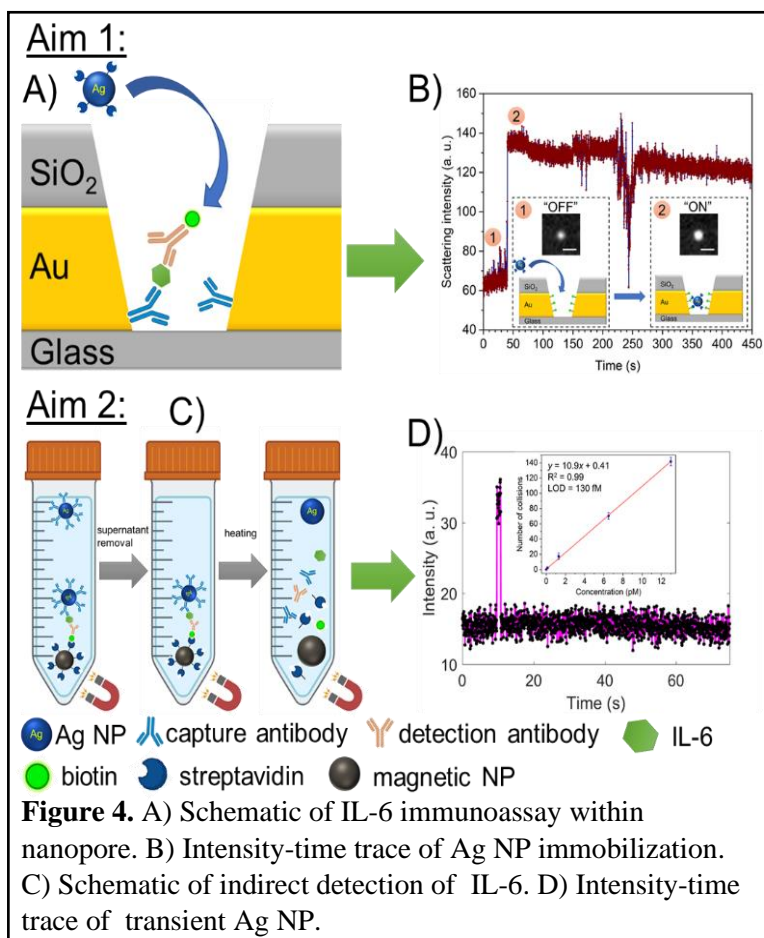 Aim 1:
A)
Ag
SiO2
Au
Glass
B)
Scattering intensity (a. u.)
160
140
120
100
80
60
40
2
1
1
"OFF"
2
"ON"
SiO2
Au
Glass
SiO2
Au
Glass
0 50 100 150 200 250 300 350 400 450
Time (s)
Aim 2:
C)
Ag
supernatant
removal
heating
Ag
D)
Intensity (a. u.)
40
30
20
10
Number of collisions
140
120
100
80
60
40
20
0
y = 10.9x + 0.41
R2 = 0.99
LOD = 130 fM
0 2 4 6 8 10 12
Concentration (pM)
0 20 40 60
Time (s)
Ag
Ag NP
capture antibody
detection antibody
IL-6
biotin
streptavidin
magnetic NP
Figure 4. A) Schematic of IL-6 immunoassay within
nanopore. B) Intensity-time trace of Ag NP immobilization.
C) Schematic of indirect detection of IL-6. D) Intensity-time
trace of transient Ag NP.